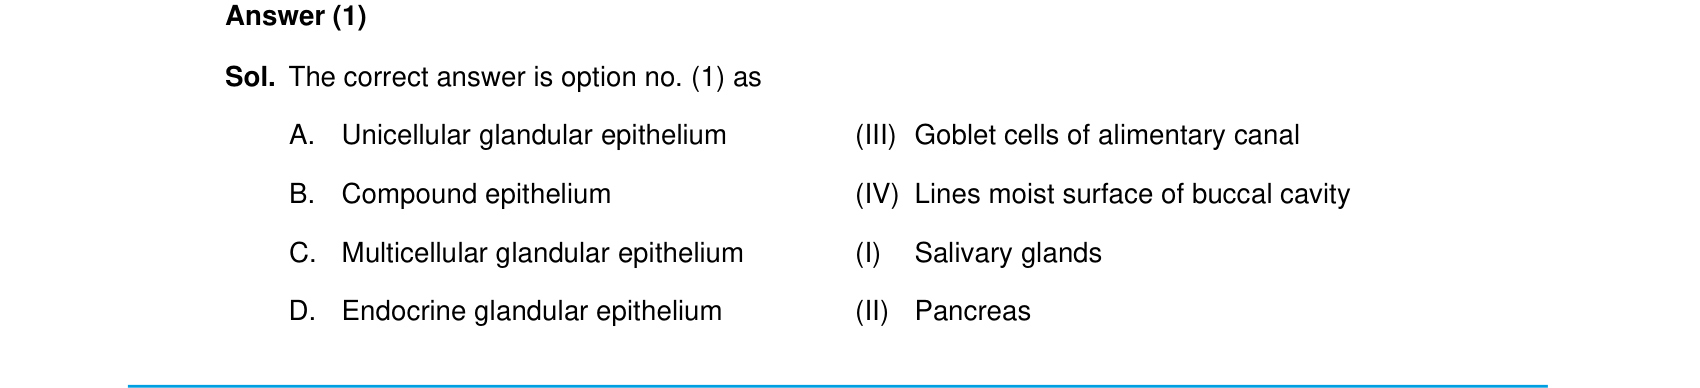 Answer (1)
Sol. The correct answer is option no. (1) as
A. Unicellular glandular epithelium (III) Goblet cells of alimentary canal
B. Compound epithelium (IV) Lines moist surface of buccal cavity
C. Multicellular glandular epithelium (I) Salivary glands
D. Endocrine glandular epithelium (II) Pancreas